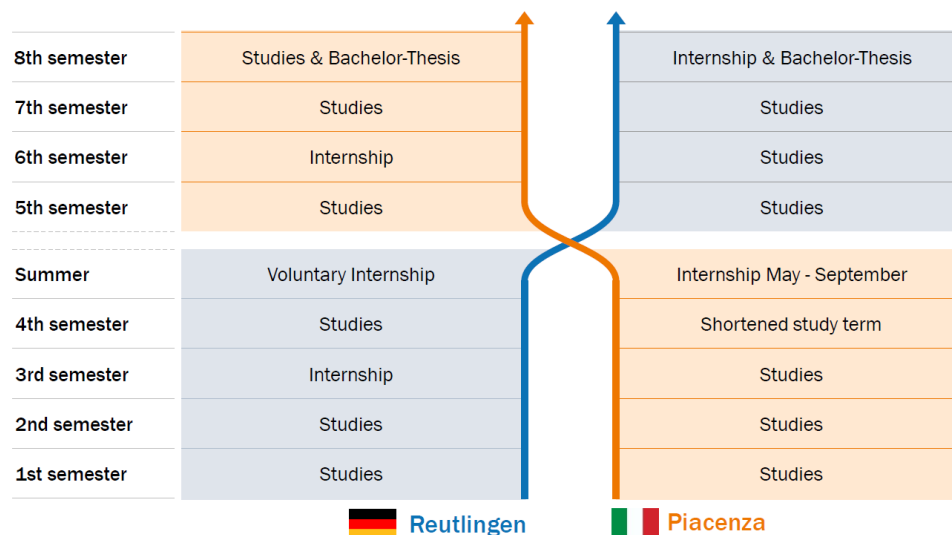 8th semester Studies & Bachelor-Thesis Internship & Bachelor-Thesis
7th semester Studies Studies
6th semester Internship Studies
5th semester Studies Studies
Summer Voluntary Internship Internship May - September
4th semester Studies Shortened study term
3rd semester Internship Studies
2nd semester Studies Studies
1st semester Studies Studies
Reutlingen Piacenza